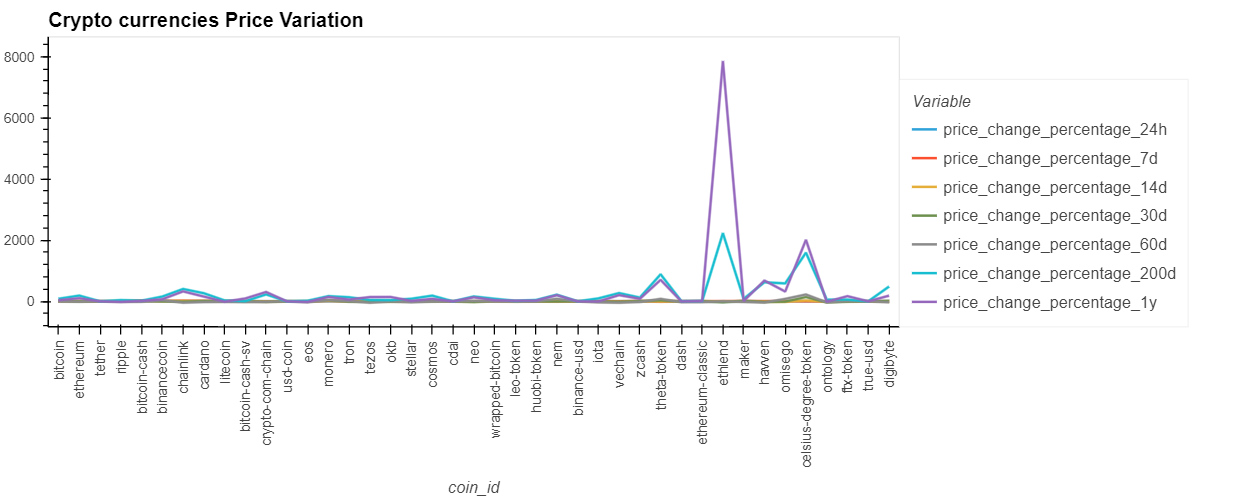 Crypto currencies Price Variation
8000
6000
4000
2000
0
bitcoin
ethereum
tether
ripple
bitcoin-cash
binancecoin
chainlink
cardano
litecoin
bitcoin-cash-sv
crypto-com-chain
usd-coin
eos
monero
tron
tezos
okb
stellar
cosmos
cdai
neo
wrapped-bitcoin
leo-token
huobi-token
nem
binance-usd
iota
vechain
zcash
theta-token
dash
ethereum-classic
ethlend
maker
havven
omisego
celsius-degree-token
ontology
ftx-token
true-usd
digibyte
coin_id
Variable
price_change_percentage_24h
price_change_percentage_7d
price_change_percentage_14d
price_change_percentage_30d
price_change_percentage_60d
price_change_percentage_200d
price_change_percentage_1y